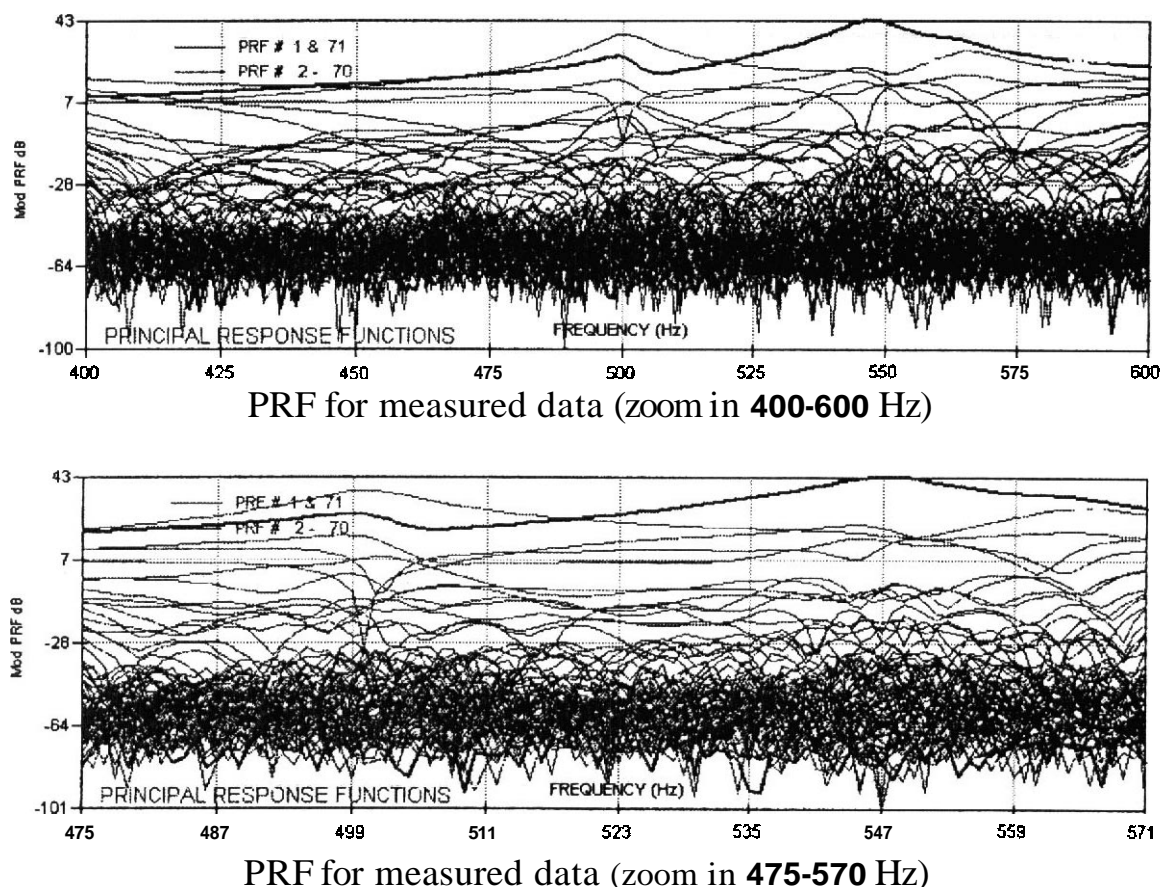 43
PRF # 1 & 71
PRF # 2 - 70
7
-28
-64
-100
Mod PRF dB
PRINCIPAL RESPONSE FUNCTIONS
FREQUENCY (Hz)
400 425 450 475 500 525 550 575 600
PRF for measured data (zoom in 400-600 Hz)
43
PRF # 1 & 71
PRF # 2 - 70
7
-28
-64
-101
Mod PRF dB
PRINCIPAL RESPONSE FUNCTIONS
FREQUENCY (Hz)
475 487 499 511 523 535 547 559 571
PRF for measured data (zoom in 475-570 Hz)